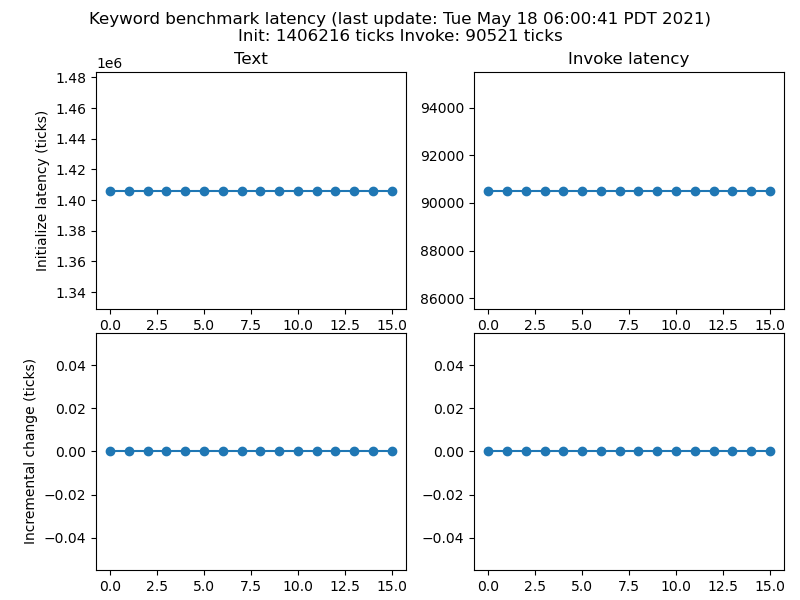 Keyword benchmark latency (last update: Tue May 18 06:00:41 PDT 2021)
Init: 1406216 ticks Invoke: 90521 ticks
Text
1e6
1.48
1.46
1.44
1.42
1.40
1.38
1.36
1.34
Initialize latency (ticks)
0.0 2.5 5.0 7.5 10.0 12.5 15.0
Invoke latency
94000
92000
90000
88000
86000
0.0 2.5 5.0 7.5 10.0 12.5 15.0
0.04
0.02
0.00
−0.02
−0.04
Incremental change (ticks)
0.0 2.5 5.0 7.5 10.0 12.5 15.0
0.04
0.02
0.00
−0.02
−0.04
0.0 2.5 5.0 7.5 10.0 12.5 15.0